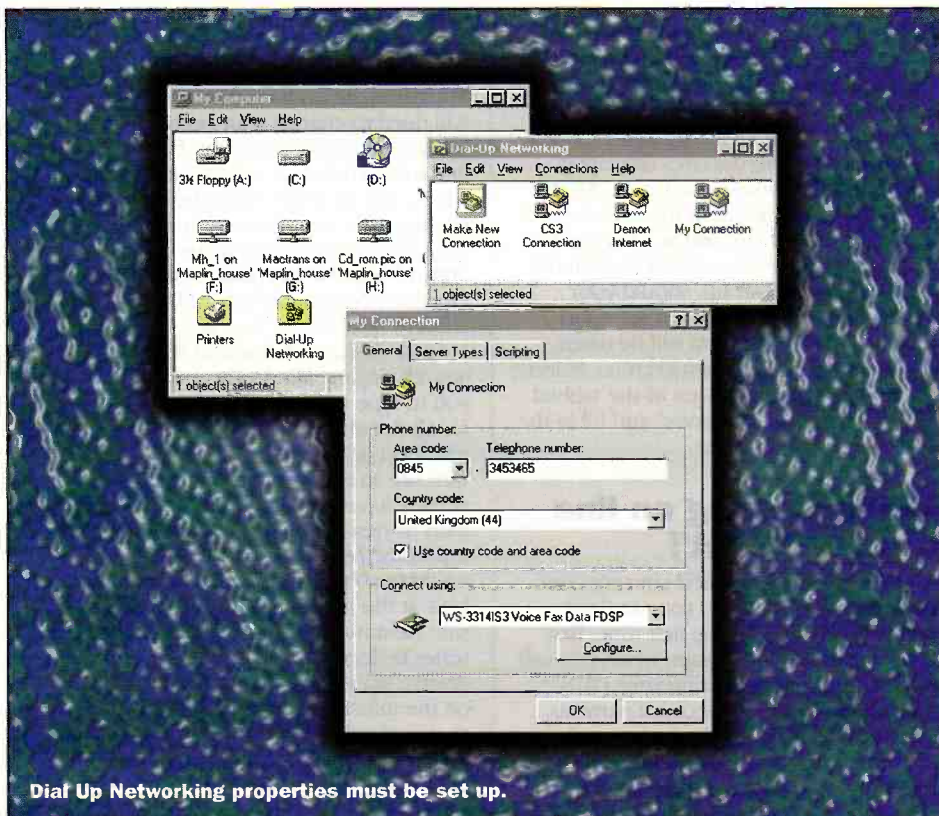 My Computer
File Edit View Help
3½ Floppy (A:)
(C:)
(D:)
Mh_1 on 'Maplin_house' (F:)
Mactrans on 'Maplin_house' (G:)
Cd_rom.pic on 'Maplin_house' (H:)
Printers
Dial-Up Networking
1 object(s) selected
Dial-Up Networking
File Edit View Connections Help
Make New Connection
CS3 Connection
Demon Internet
My Connection
1 object(s) selected
My Connection
General Server Types Scripting
My Connection
Phone number:
Area code: Telephone number:
0845 - 3453465
Country code:
United Kingdom (44)
Use country code and area code
Connect using:
WS-3314IS3 Voice Fax Data FDSP
Configure...
OK Cancel
Dial Up Networking properties must be set up.